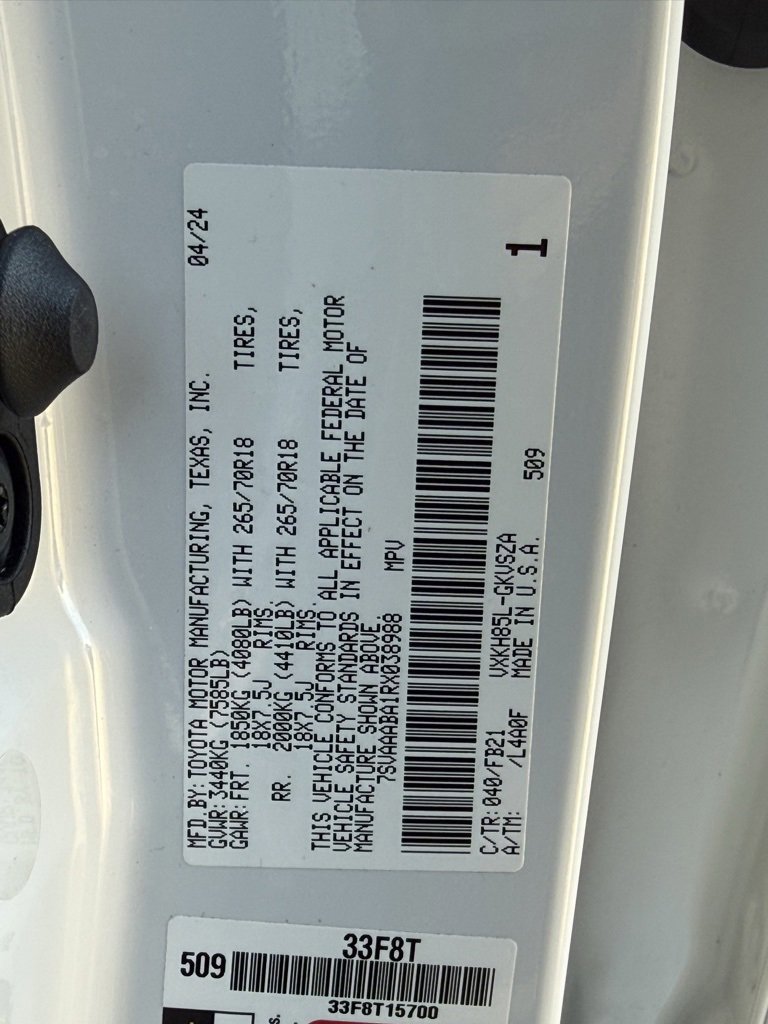 MFD.BY:TOYOTA MOTOR MANUFACTURING, TEXAS, INC. 04/24
GVWR:3440KG (7585LB)
GAWR:FRT. 1850KG (4080LB) WITH 265/70R18 TIRES,
18X7.5J RIMS.
RR. 2000KG (4410LB) WITH 265/70R18 TIRES,
18X7.5J RIMS.
THIS VEHICLE CONFORMS TO ALL APPLICABLE FEDERAL MOTOR
VEHICLE SAFETY STANDARDS IN EFFECT ON THE DATE OF
MANUFACTURE SHOWN ABOVE.
7SVAAABA1RX038988 MPV
C/TR:040/FB21 VXKH85L-GKVSZA
A/TM: /L4A0F MADE IN U.S.A. 509
1
33F8T
509
33F8T15700